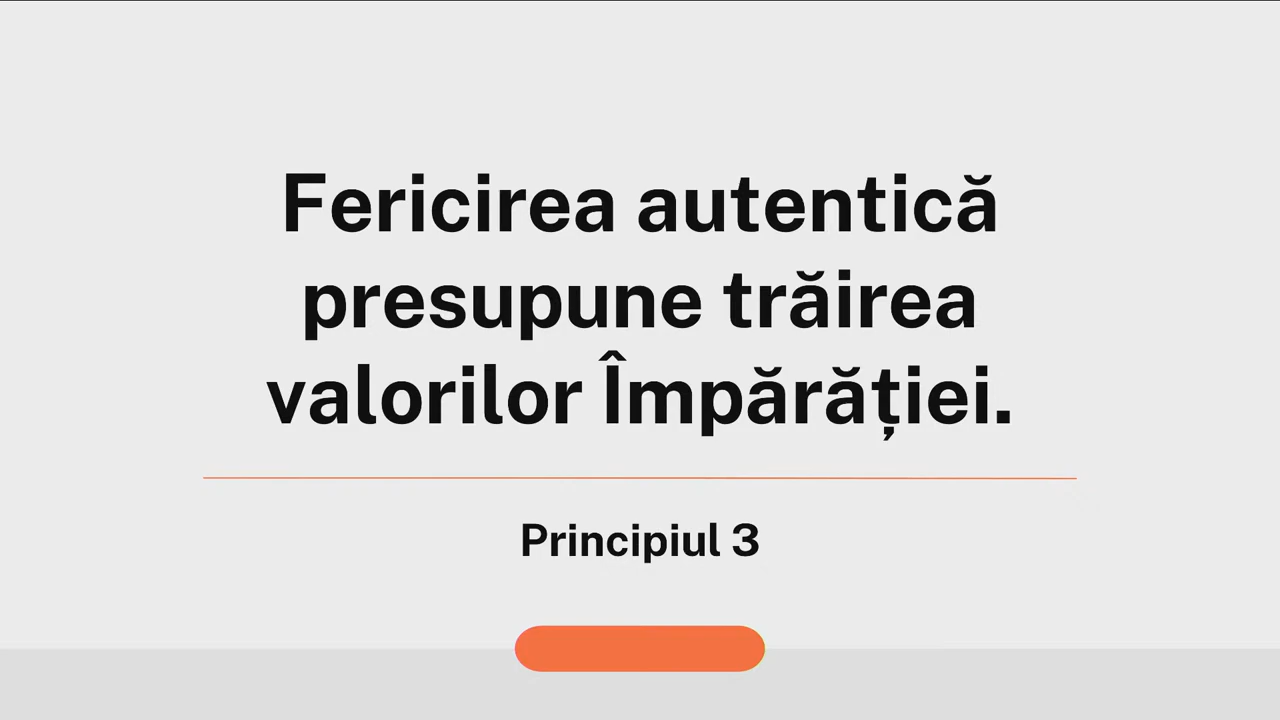 Fericirea autentică
presupune trăirea
valorilor Împărăției.
Principiul 3